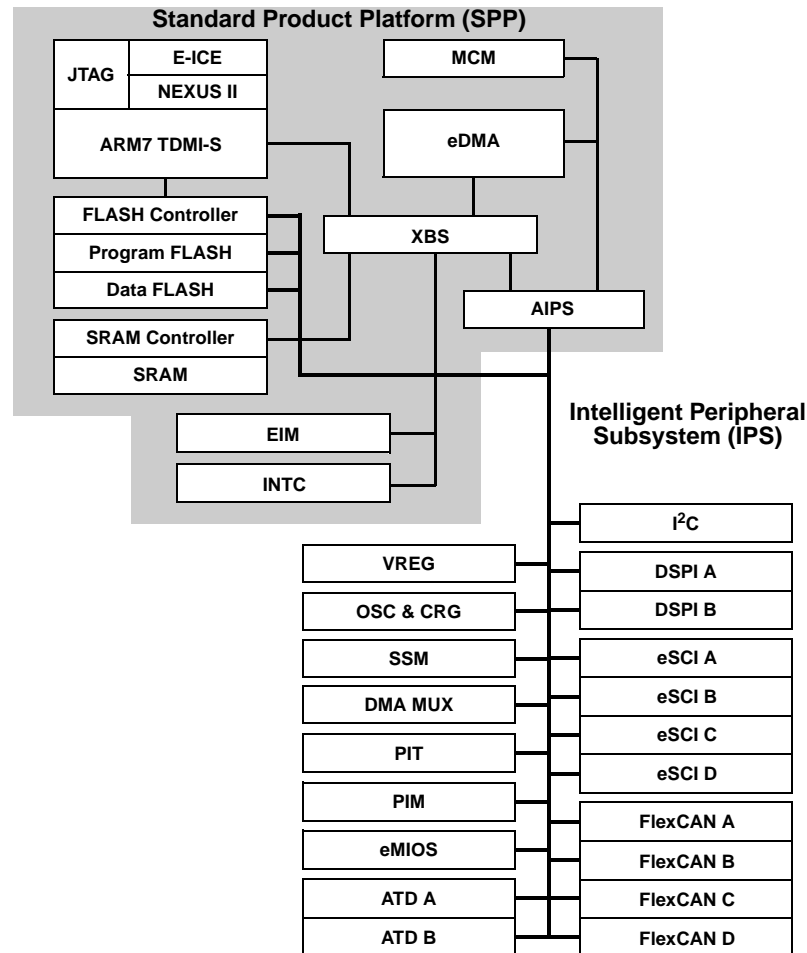 Standard Product Platform (SPP)
JTAG
E-ICE
NEXUS II
ARM7 TDMI-S
MCM
eDMA
FLASH Controller
Program FLASH
Data FLASH
XBS
AIPS
SRAM Controller
SRAM
EIM
INTC
Intelligent Peripheral
Subsystem (IPS)
VREG
OSC & CRG
SSM
DMA MUX
PIT
PIM
eMIOS
ATD A
ATD B
I²C
DSPI A
DSPI B
eSCI A
eSCI B
eSCI C
eSCI D
FlexCAN A
FlexCAN B
FlexCAN C
FlexCAN D